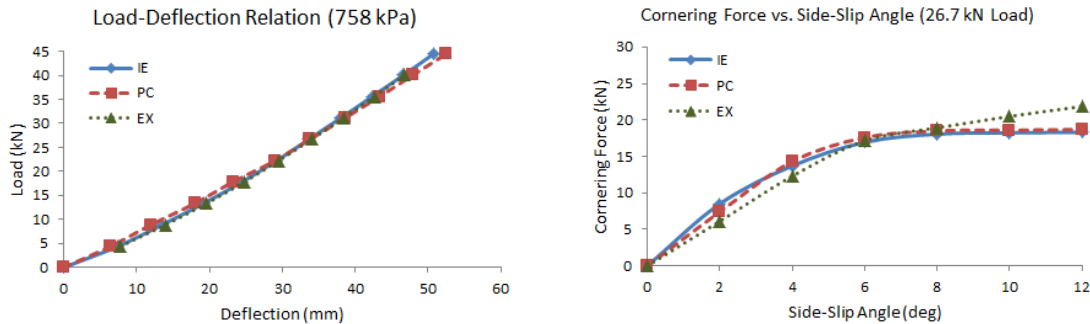 Load-Deflection Relation (758 kPa)
45
40
35
30
25
20
15
10
5
0
Load (kN)
IE
PC
EX
0 10 20 30 40 50 60
Deflection (mm)
Cornering Force vs. Side-Slip Angle (26.7 kN Load)
30
25
20
15
10
5
0
Cornering Force (kN)
IE
PC
EX
0 2 4 6 8 10 12
Side-Slip Angle (deg)